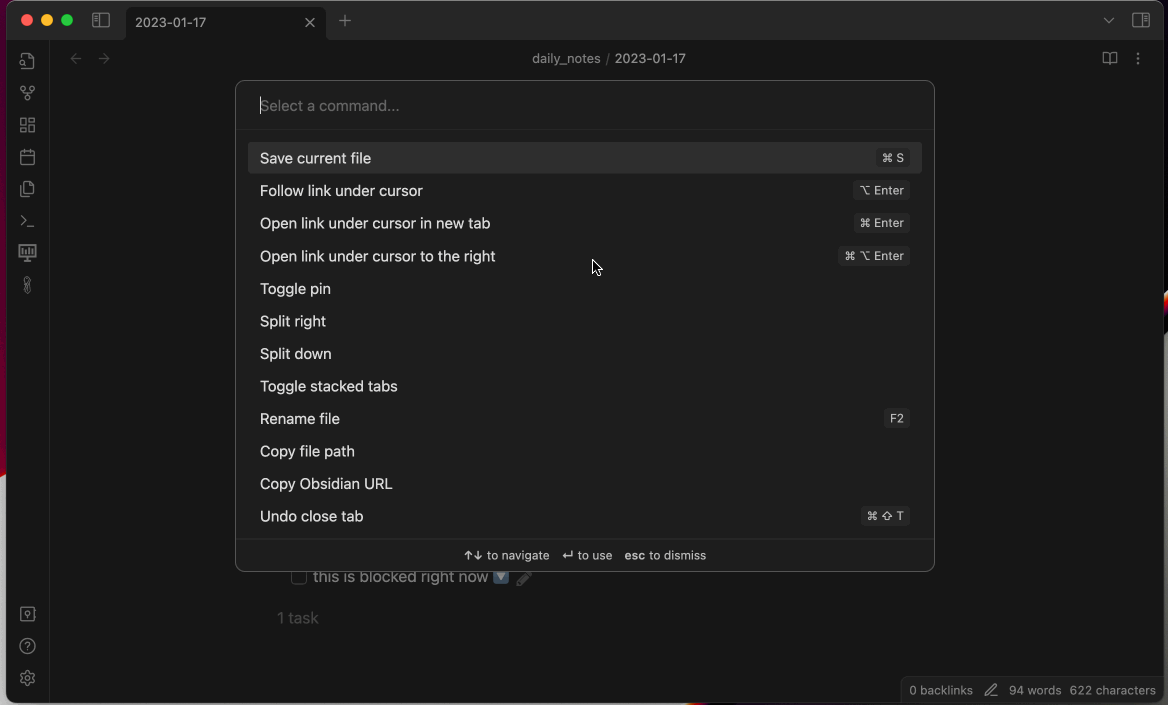 2023-01-17
daily_notes / 2023-01-17
Select a command...
Save current file ⌘ S
Follow link under cursor ⌥ Enter
Open link under cursor in new tab ⌘ Enter
Open link under cursor to the right ⌘ ⌥ Enter
Toggle pin
Split right
Split down
Toggle stacked tabs
Rename file F2
Copy file path
Copy Obsidian URL
Undo close tab ⌘ ⇧ T
↑↓ to navigate ↵ to use esc to dismiss
this is blocked right now 🔽
1 task
0 backlinks 94 words 622 characters